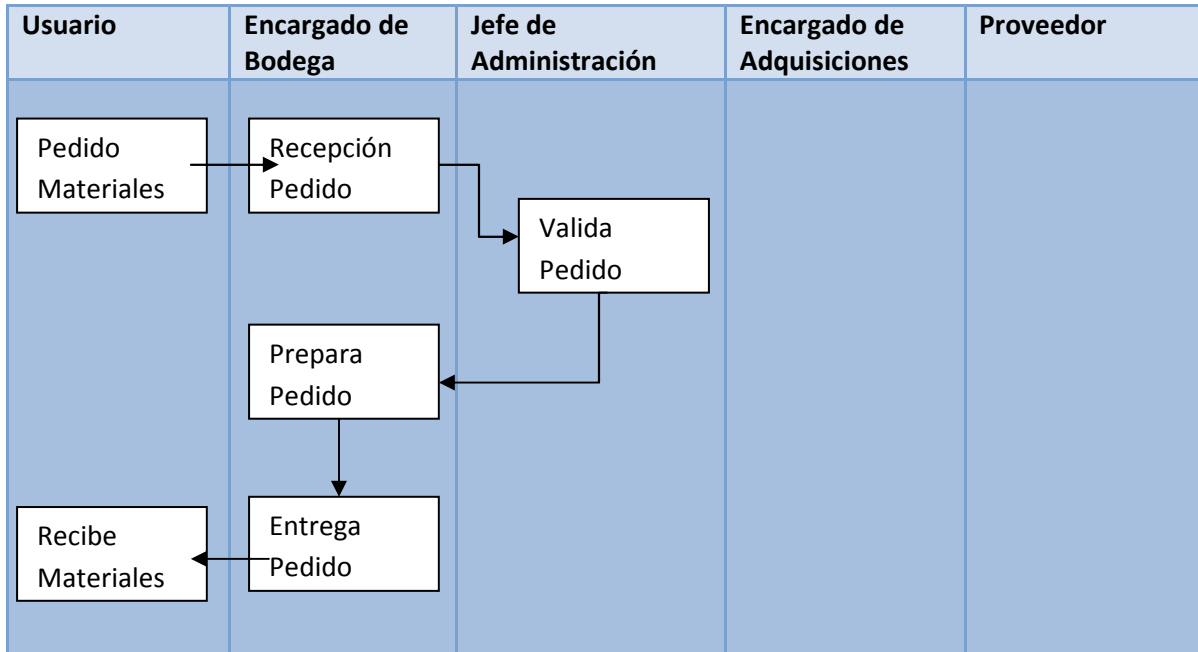 Usuario
Encargado de
Bodega
Jefe de
Administración
Encargado de
Adquisiciones
Proveedor
Pedido
Materiales
Recepción
Pedido
Valida
Pedido
Prepara
Pedido
Entrega
Pedido
Recibe
Materiales